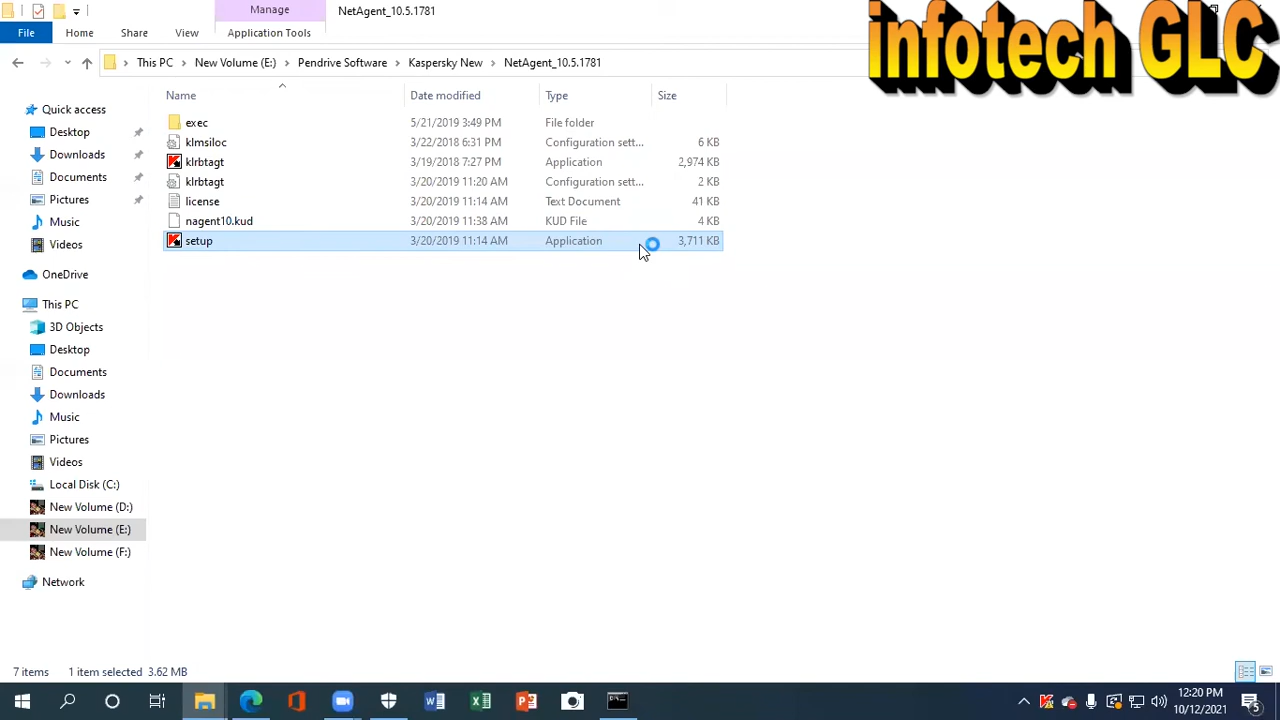 Manage
NetAgent_10.5.1781
infotech GLC
File
Home
Share
View
Application Tools
This PC
New Volume (E:)
Pendrive Software
Kaspersky New
NetAgent_10.5.1781
Name
Date modified
Type
Size
Quick access
Desktop
Downloads
Documents
Pictures
Music
Videos
OneDrive
This PC
3D Objects
Desktop
Documents
Downloads
Music
Pictures
Videos
Local Disk (C:)
New Volume (D:)
New Volume (E:)
New Volume (F:)
Network
exec 5/21/2019 3:49 PM File folder
klmsiloc 3/22/2018 6:31 PM Configuration sett... 6 KB
klrbtagt 3/19/2018 7:27 PM Application 2,974 KB
klrbtagt 3/20/2019 11:20 AM Configuration sett... 2 KB
license 3/20/2019 11:14 AM Text Document 41 KB
nagent10.kud 3/20/2019 11:38 AM KUD File 4 KB
setup 3/20/2019 11:14 AM Application 3,711 KB
7 items
1 item selected 3.62 MB
12:20 PM
10/12/2021
5